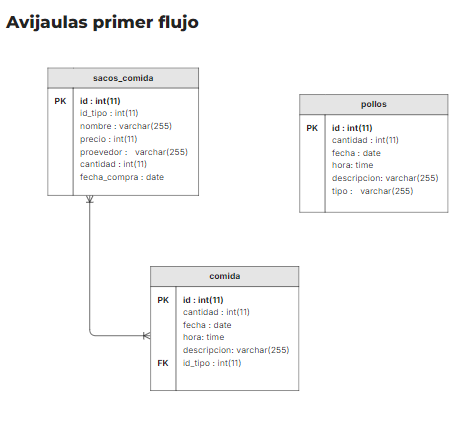 Avijaulas primer flujo
sacos_comida
PK id : int(11)
id_tipo : int(11)
nombre : varchar(255)
precio : int(11)
proevedor : varchar(255)
cantidad : int(11)
fecha_compra : date
pollos
PK id : int(11)
cantidad : int(11)
fecha : date
hora: time
descripcion: varchar(255)
tipo : varchar(255)
comida
PK id : int(11)
cantidad : int(11)
fecha : date
hora: time
descripcion: varchar(255)
FK id_tipo : int(11)